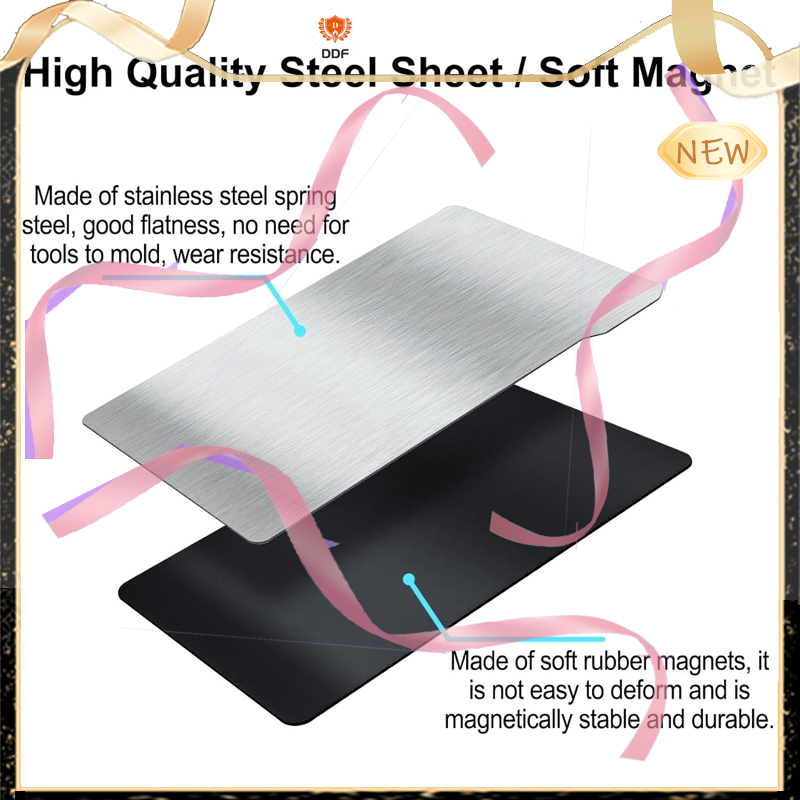 D
DDF
High Quality Steel Sheet / Soft Magnet
NEW
Made of stainless steel spring
steel, good flatness, no need for
tools to mold, wear resistance.
Made of soft rubber magnets, it
is not easy to deform and is
magnetically stable and durable.